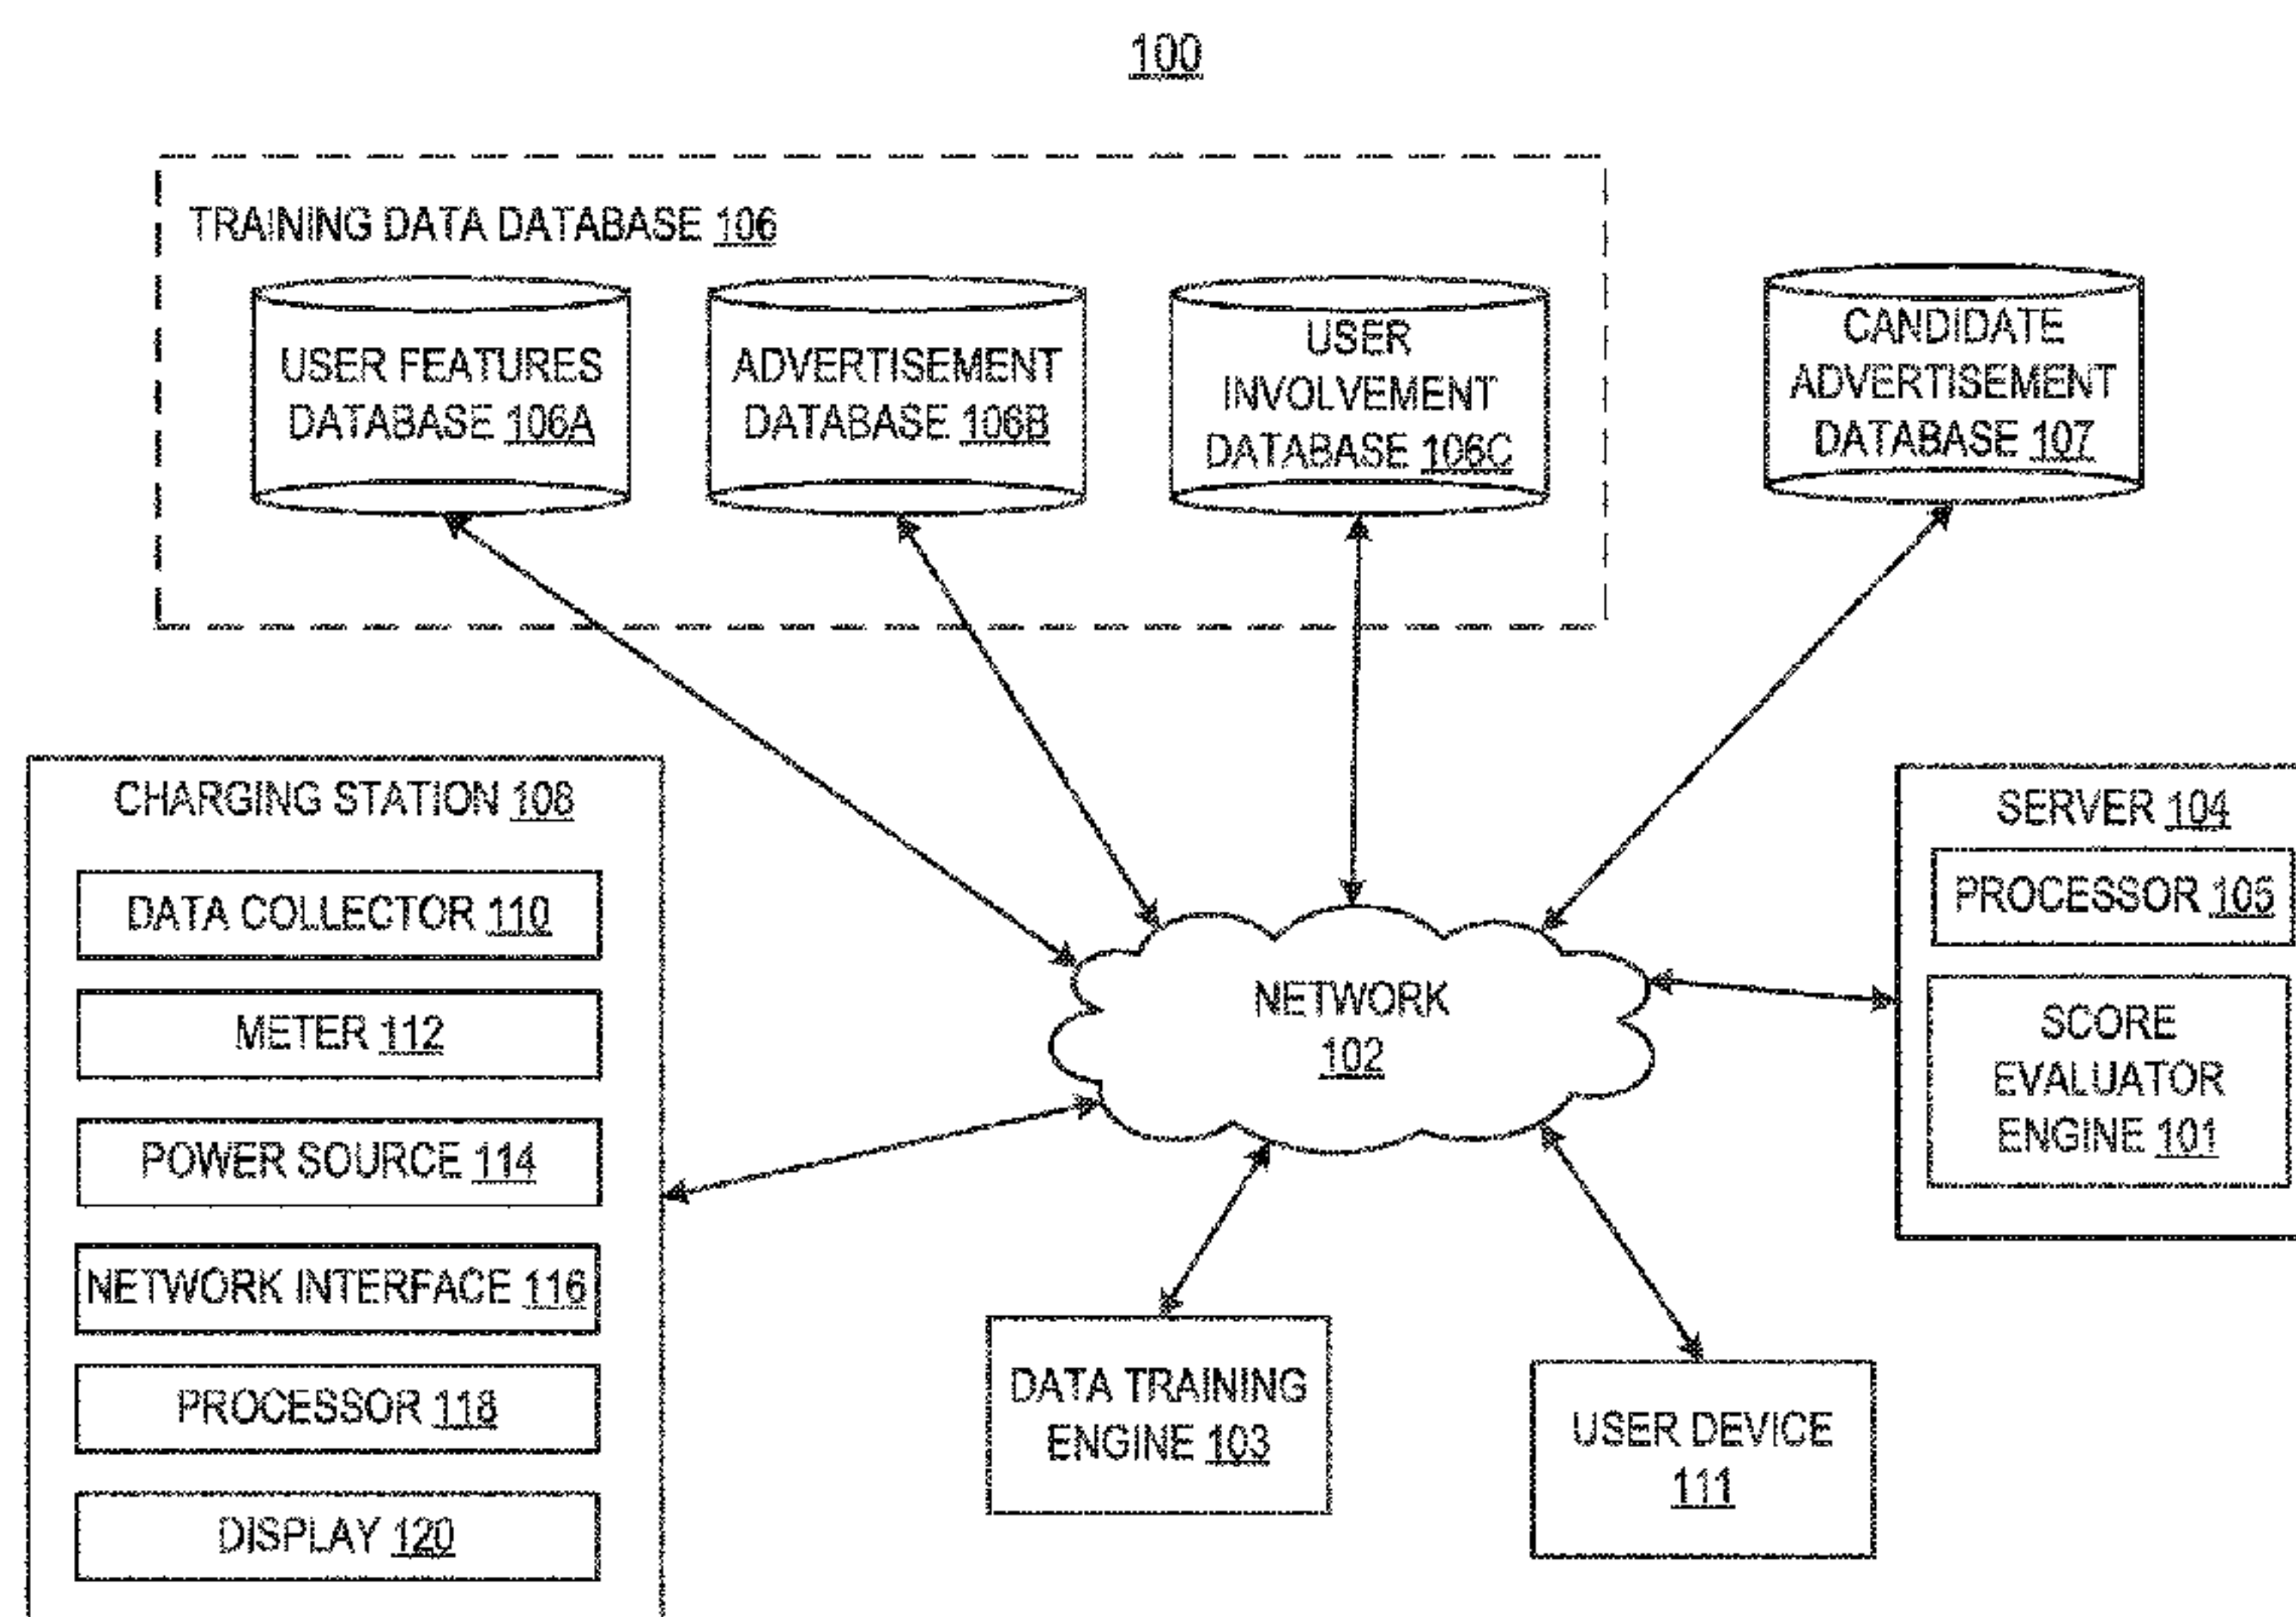 100
TRAINING DATA DATABASE 106
USER FEATURES
DATABASE 106A
ADVERTISEMENT
DATABASE 106B
USER
INVOLVEMENT
DATABASE 106C
CANDIDATE
ADVERTISEMENT
DATABASE 107
CHARGING STATION 108
DATA COLLECTOR 110
METER 112
POWER SOURCE 114
NETWORK INTERFACE 116
PROCESSOR 118
DISPLAY 120
NETWORK
102
SERVER 104
PROCESSOR 105
SCORE
EVALUATOR
ENGINE 101
DATA TRAINING
ENGINE 103
USER DEVICE
111